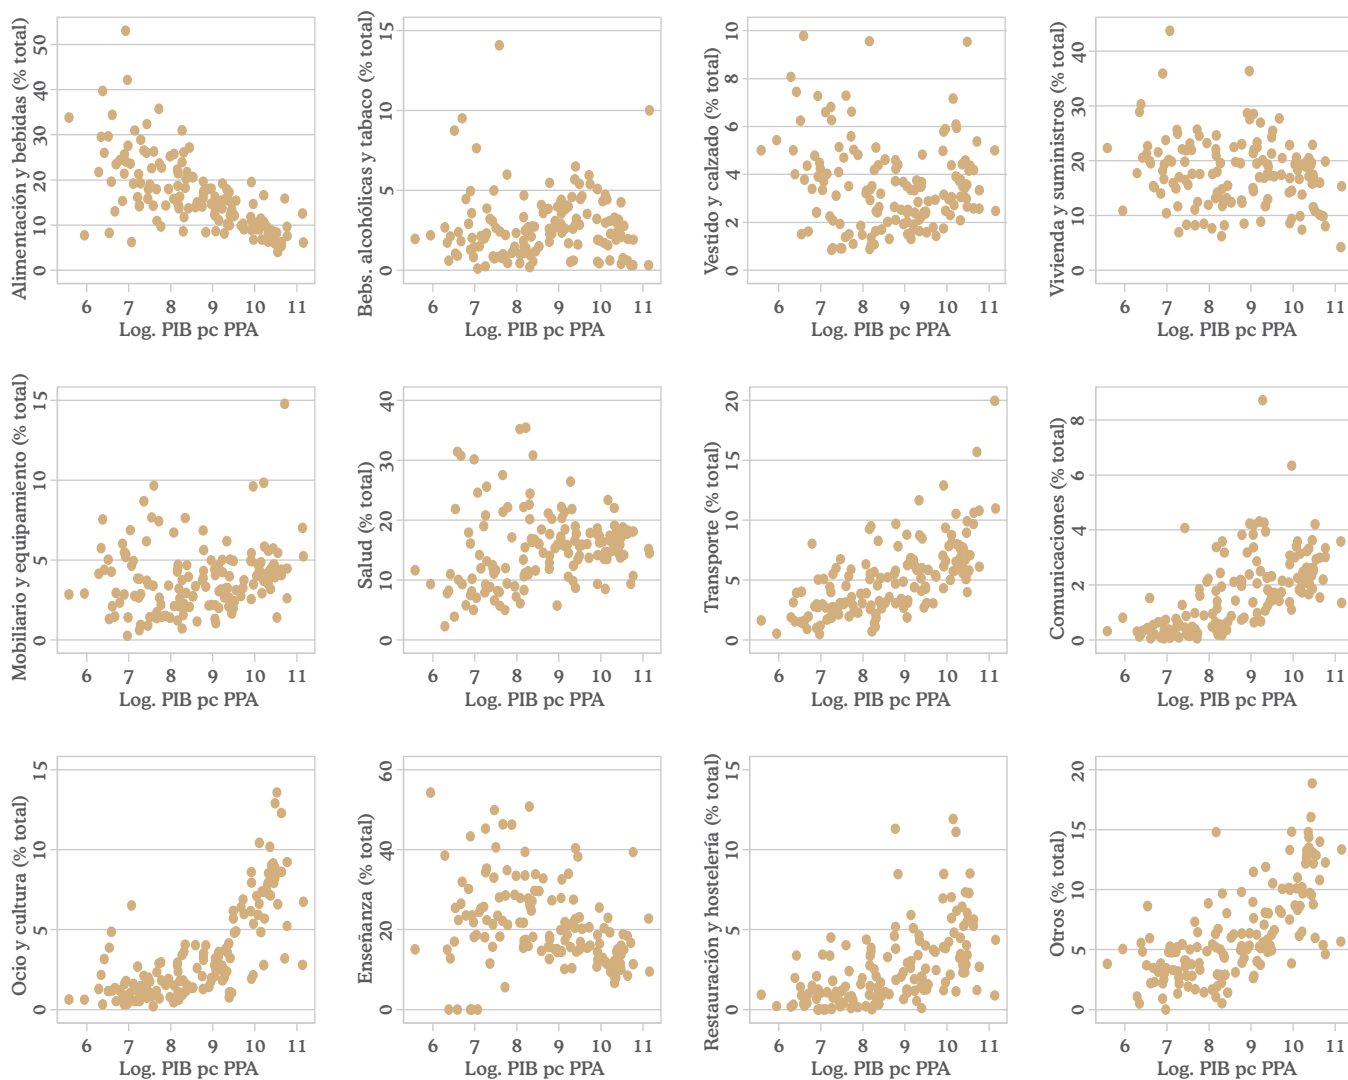 Alimentación y bebidas (% total)
50
40
30
20
10
0
6 7 8 9 10 11
Log. PIB pc PPA
Bebs. alcohólicas y tabaco (% total)
15
10
5
0
6 7 8 9 10 11
Log. PIB pc PPA
Vestido y calzado (% total)
10
8
6
4
2
0
6 7 8 9 10 11
Log. PIB pc PPA
Vivienda y suministros (% total)
40
30
20
10
0
6 7 8 9 10 11
Log. PIB pc PPA
Mobiliario y equipamiento (% total)
15
10
5
0
6 7 8 9 10 11
Log. PIB pc PPA
Salud (% total)
40
30
20
10
0
6 7 8 9 10 11
Log. PIB pc PPA
Transporte (% total)
20
15
10
5
0
6 7 8 9 10 11
Log. PIB pc PPA
Comunicaciones (% total)
8
6
4
2
0
6 7 8 9 10 11
Log. PIB pc PPA
Ocio y cultura (% total)
15
10
5
0
6 7 8 9 10 11
Log. PIB pc PPA
Enseñanza (% total)
60
40
20
0
6 7 8 9 10 11
Log. PIB pc PPA
Restauración y hostelería (% total)
15
10
5
0
6 7 8 9 10 11
Log. PIB pc PPA
Otros (% total)
20
15
10
5
0
6 7 8 9 10 11
Log. PIB pc PPA